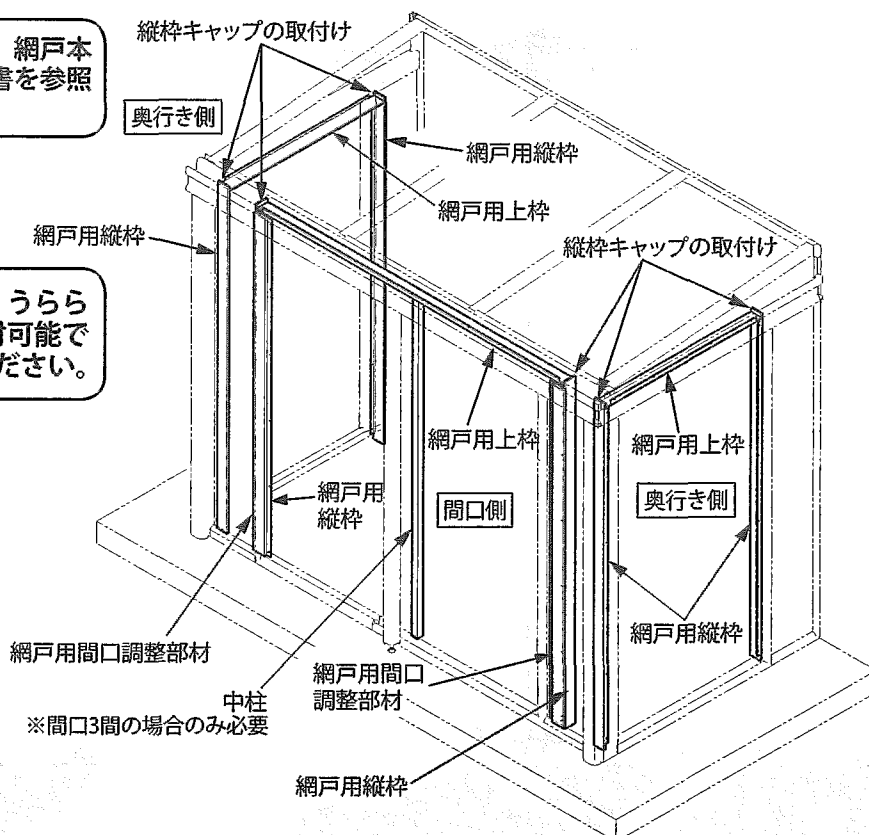 縦枠キャップの取付け
網戸本
書を参照
奥行き側
網戸用縦枠
網戸用上枠
網戸用縦枠
縦枠キャップの取付け
うらら
可能で
ださい。
網戸用上枠
網戸用上枠
網戸用
縦枠
間口側
奥行き側
網戸用縦枠
網戸用間口調整部材
網戸用間口
調整部材
中柱
※間口3間の場合のみ必要
網戸用縦枠